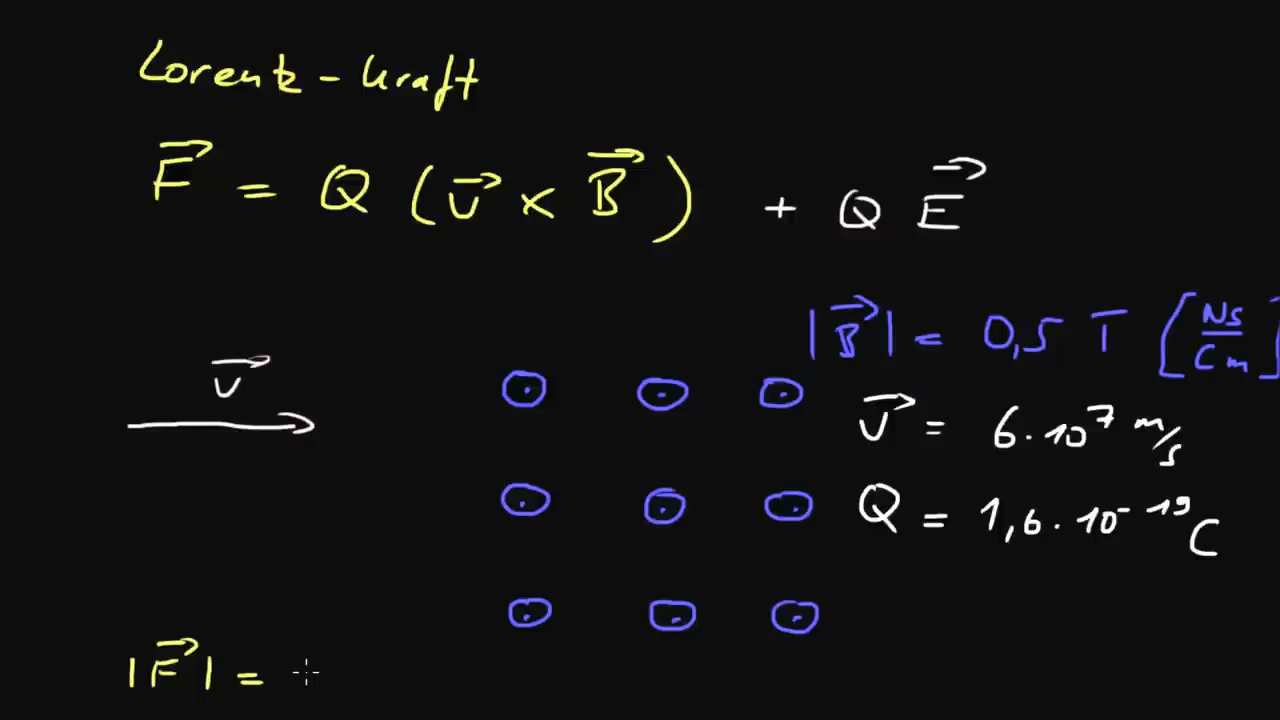 Lorentz-Kraft
F⃗ = Q (v⃗ × B⃗) + Q E⃗
|B⃗| = 0,5 T [Ns/Cm]
v⃗
v⃗ = 6·10⁷ m/s
Q = 1,6·10⁻¹⁹ C
|F⃗| =